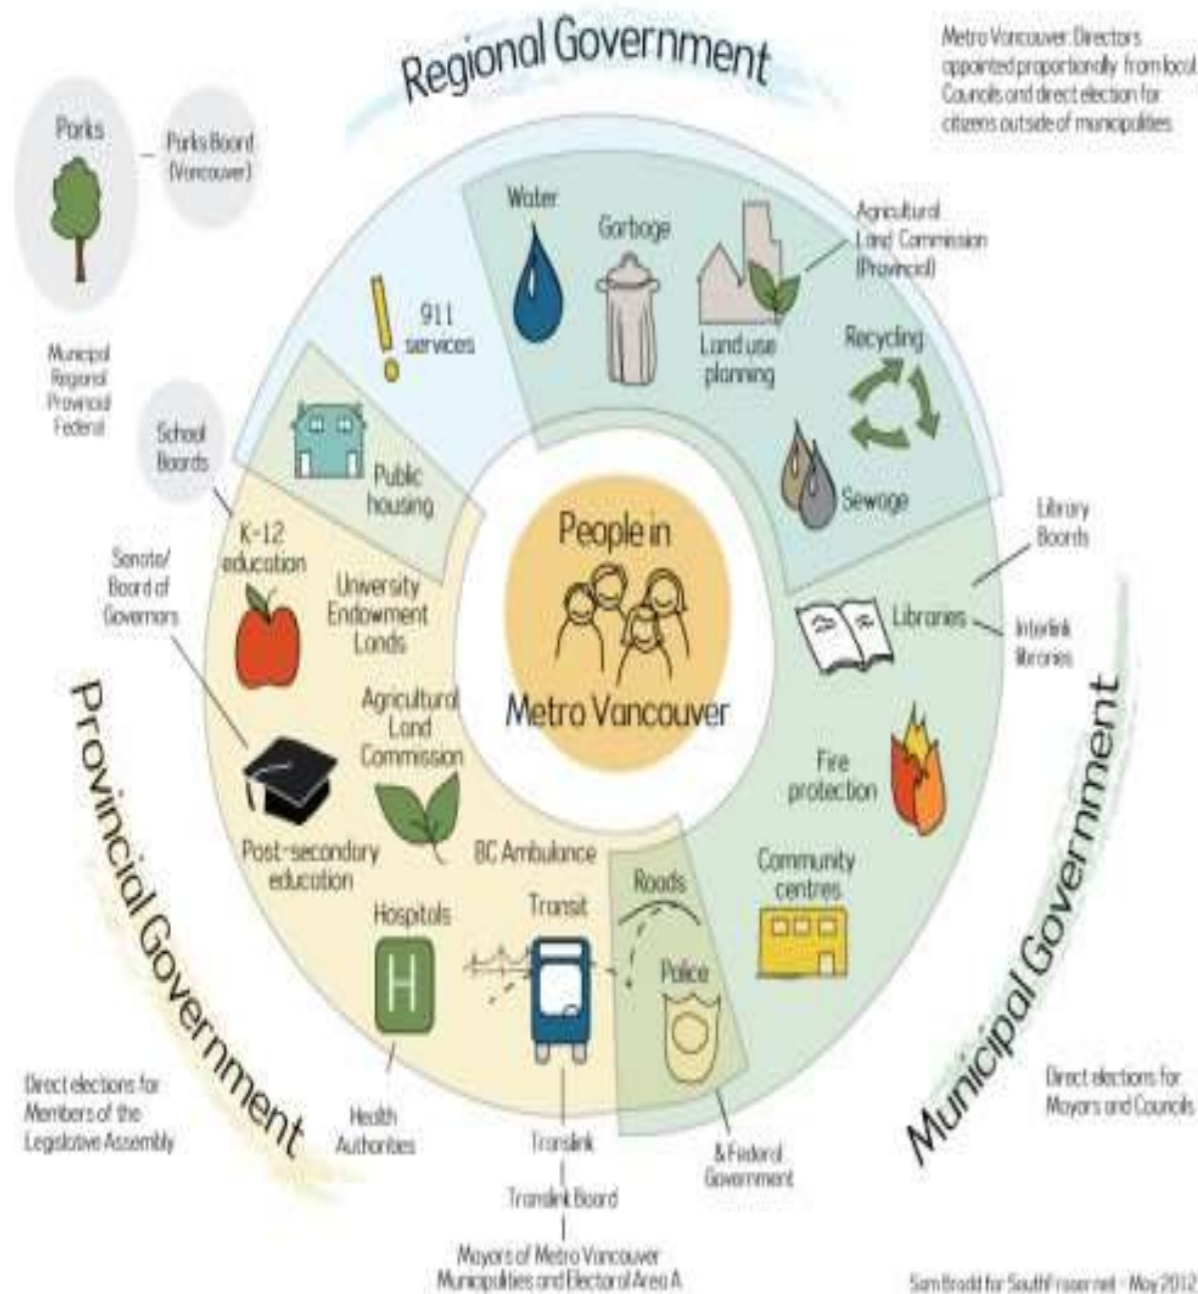 Regional Government
Metro Vancouver: Directors
appointed proportionally from local
Councils and direct election for
citizens outside of municipalities
Parks
Parks Board
(Vancouver)
Municipal
Regional
Provincial
Federal
Water
Garbage
Land use
planning
Agricultural
Land Commission
(Provincial)
Recycling
Sewage
911
services
Public
housing
School
Boards
K-12
education
Senate/
Board of
Governors
University
Endowment
Lands
Agricultural
Land
Commission
Post-secondary
education
BC Ambulance
Hospitals
H
Transit
Roads
Police
People in
Metro Vancouver
Library
Boards
Libraries
Interlink
libraries
Fire
protection
Community
centres
Provincial Government
Municipal Government
Direct elections for
Members of the
Legislative Assembly
Health
Authorities
Translink
Translink Board
Mayors of Metro Vancouver
Municipalities and Electoral Area A
& Federal
Government
Direct elections for
Mayors and Councils
Sam Bradd for SouthFraser.net - May 2012